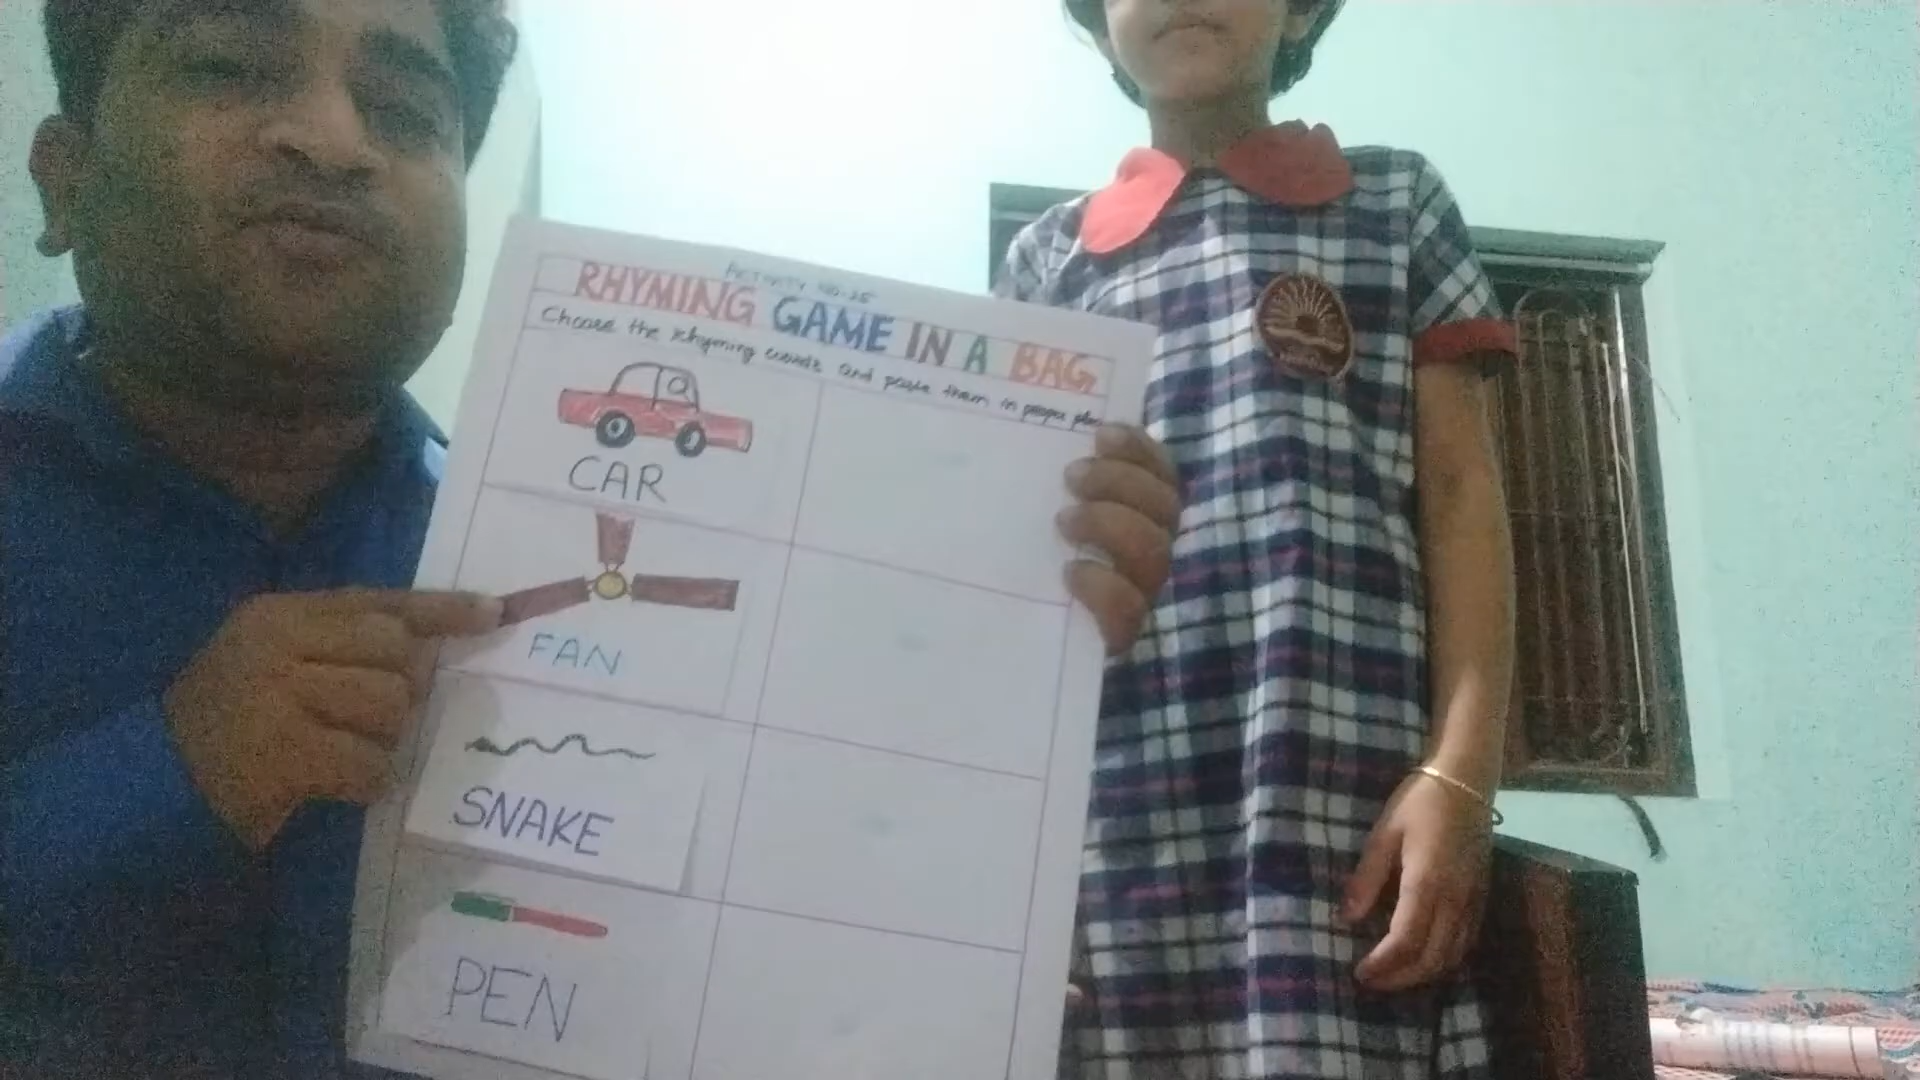 ACTIVITY NO-25
RHYMING GAME IN A BAG
Choose the rhyming words and paste them in proper
CAR
FAN
SNAKE
PEN